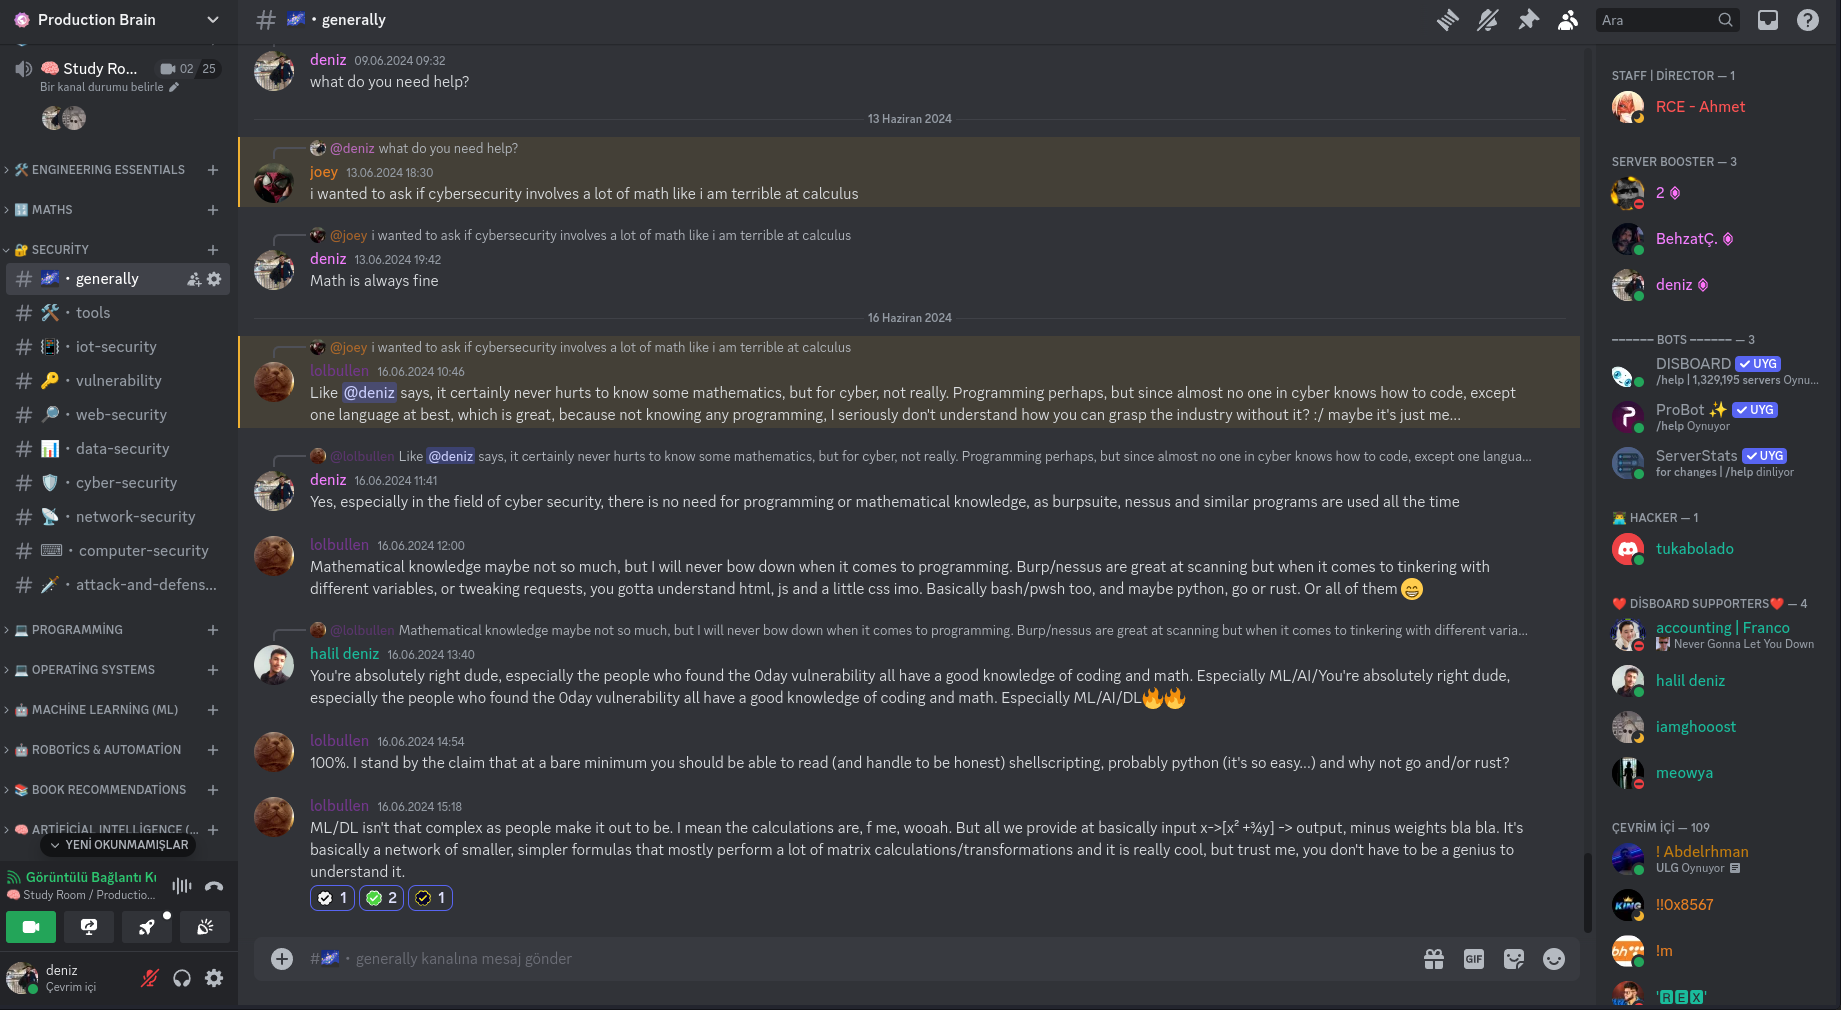 Production Brain
Study Ro...
02 25
Bir kanal durumu belirle
ENGINEERING ESSENTIALS
MATHS
SECURİTY
generally
tools
iot-security
vulnerability
web-security
data-security
cyber-security
network-security
computer-security
attack-and-defens...
PROGRAMMİNG
OPERATİNG SYSTEMS
MACHİNE LEARNİNG (ML)
ROBOTİCS & AUTOMATİON
BOOK RECOMMENDATİONS
ARTİFİCİAL INTELLİGENCE (...
YENİ OKUNMAMIŞLAR
Görüntülü Bağlantı Kı
Study Room / Productio...
deniz
Çevrim içi
generally
Ara
deniz 09.06.2024 09:32
what do you need help?
13 Haziran 2024
@deniz what do you need help?
joey 13.06.2024 18:30
i wanted to ask if cybersecurity involves a lot of math like i am terrible at calculus
@joey i wanted to ask if cybersecurity involves a lot of math like i am terrible at calculus
deniz 13.06.2024 19:42
Math is always fine
16 Haziran 2024
@joey i wanted to ask if cybersecurity involves a lot of math like i am terrible at calculus
lolbullen 16.06.2024 10:46
Like @deniz says, it certainly never hurts to know some mathematics, but for cyber, not really. Programming perhaps, but since almost no one in cyber knows how to code, except
one language at best, which is great, because not knowing any programming, I seriously don't understand how you can grasp the industry without it? :/ maybe it's just me...
@lolbullen Like @deniz says, it certainly never hurts to know some mathematics, but for cyber, not really. Programming perhaps, but since almost no one in cyber knows how to code, except one langua...
deniz 16.06.2024 11:41
Yes, especially in the field of cyber security, there is no need for programming or mathematical knowledge, as burpsuite, nessus and similar programs are used all the time
lolbullen 16.06.2024 12:00
Mathematical knowledge maybe not so much, but I will never bow down when it comes to programming. Burp/nessus are great at scanning but when it comes to tinkering with
different variables, or tweaking requests, you gotta understand html, js and a little css imo. Basically bash/pwsh too, and maybe python, go or rust. Or all of them 😁
@lolbullen Mathematical knowledge maybe not so much, but I will never bow down when it comes to programming. Burp/nessus are great at scanning but when it comes to tinkering with different varia...
halil deniz 16.06.2024 13:40
You're absolutely right dude, especially the people who found the 0day vulnerability all have a good knowledge of coding and math. Especially ML/AI/You're absolutely right dude,
especially the people who found the 0day vulnerability all have a good knowledge of coding and math. Especially ML/AI/DL🔥🔥
lolbullen 16.06.2024 14:54
100%. I stand by the claim that at a bare minimum you should be able to read (and handle to be honest) shellscripting, probably python (it's so easy...) and why not go and/or rust?
lolbullen 16.06.2024 15:18
ML/DL isn't that complex as people make it out to be. I mean the calculations are, f me, wooah. But all we provide at basically input x->[x² +¾y] -> output, minus weights bla bla. It's
basically a network of smaller, simpler formulas that mostly perform a lot of matrix calculations/transformations and it is really cool, but trust me, you don't have to be a genius to
understand it.
1 2 1
#🌌・generally kanalına mesaj gönder
GIF
STAFF | DİRECTOR — 1
RCE - Ahmet
SERVER BOOSTER — 3
2
BehzatÇ.
deniz
━━━━━━ BOTS ━━━━━━ — 3
DISBOARD ✓ UYG
/help | 1,329,195 servers Oynu...
ProBot ✨ ✓ UYG
/help Oynuyor
ServerStats ✓ UYG
for changes | /help dinliyor
HACKER — 1
tukabolado
DİSBOARD SUPPORTERS — 4
accounting | Franco
Never Gonna Let You Down
halil deniz
iamghooost
meowya
ÇEVRİM İÇİ — 109
! Abdelrhman
ULG Oynuyor
!!0x8567
KING
!m
'REX'